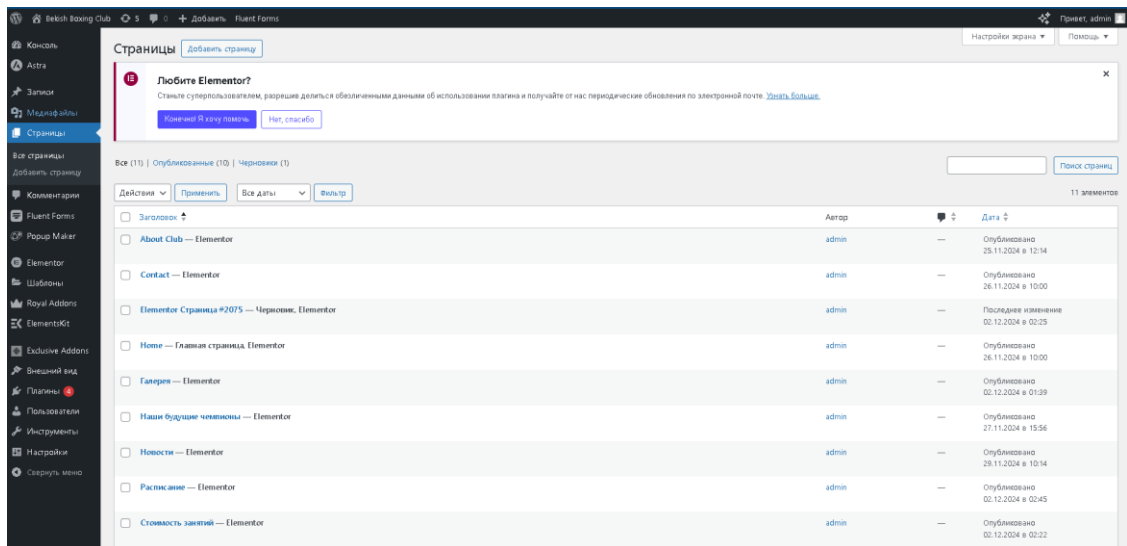 Bekish Boxing Club 5 0 + Добавить Fluent Forms Привет, admin
Консоль
Astra
Записи
Медиафайлы
Страницы
Все страницы
Добавить страницу
Комментарии
Fluent Forms
Popup Maker
Elementor
Шаблоны
Royal Addons
ElementsKit
Exclusive Addons
Внешний вид
Плагины 4
Пользователи
Инструменты
Настройки
Свернуть меню
Настройки экрана ▼ Помощь ▼
Страницы Добавить страницу
Любите Elementor?
Станьте суперпользователем, разрешив делиться обезличенными данными об использовании плагина и получайте от нас периодические обновления по электронной почте. Узнать больше.
Конечно! Я хочу помочь Нет, спасибо
Все (11) | Опубликованные (10) | Черновики (1)
Поиск страниц
Действия Применить Все даты Фильтр
11 элементов
Заголовок Автор Дата
About Club — Elementor admin — Опубликовано
25.11.2024 в 12:14
Contact — Elementor admin — Опубликовано
26.11.2024 в 10:00
Elementor Страница #2075 — Черновик, Elementor admin — Последнее изменение
02.12.2024 в 02:25
Home — Главная страница, Elementor admin — Опубликовано
26.11.2024 в 10:00
Галерея — Elementor admin — Опубликовано
02.12.2024 в 01:39
Наши будущие чемпионы — Elementor admin — Опубликовано
27.11.2024 в 15:56
Новости — Elementor admin — Опубликовано
29.11.2024 в 10:14
Расписание — Elementor admin — Опубликовано
02.12.2024 в 02:45
Стоимость занятий — Elementor admin — Опубликовано
02.12.2024 в 02:22